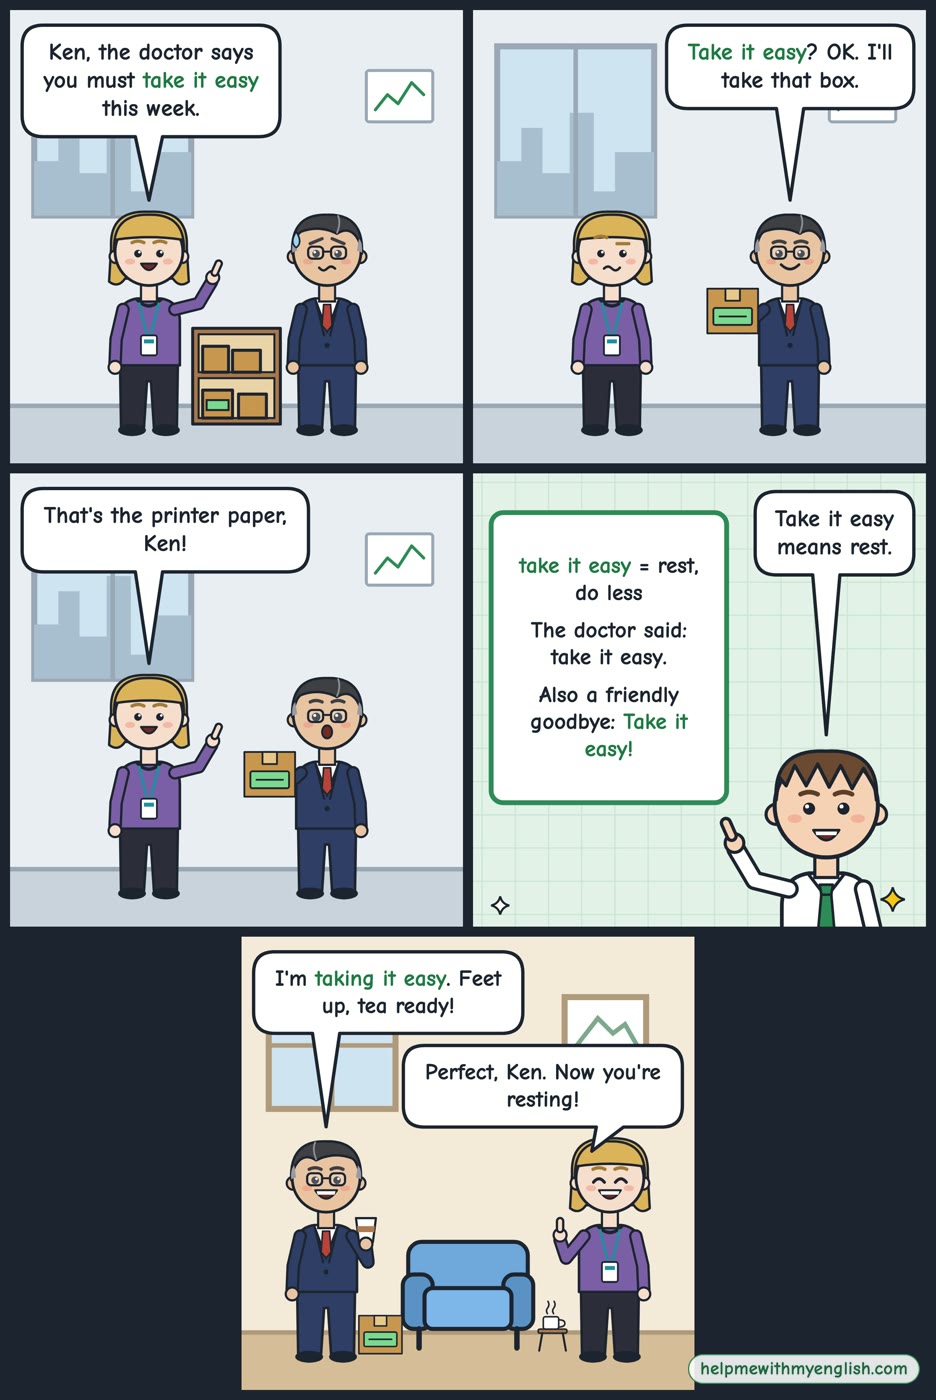 Ken, the doctor says
you must take it easy
this week.
Take it easy? OK. I'll
take that box.
That's the printer paper,
Ken!
take it easy = rest,
do less
The doctor said:
take it easy.
Also a friendly
goodbye: Take it
easy!
Take it easy
means rest.
I'm taking it easy. Feet
up, tea ready!
Perfect, Ken. Now you're
resting!
helpmewithmyenglish.com